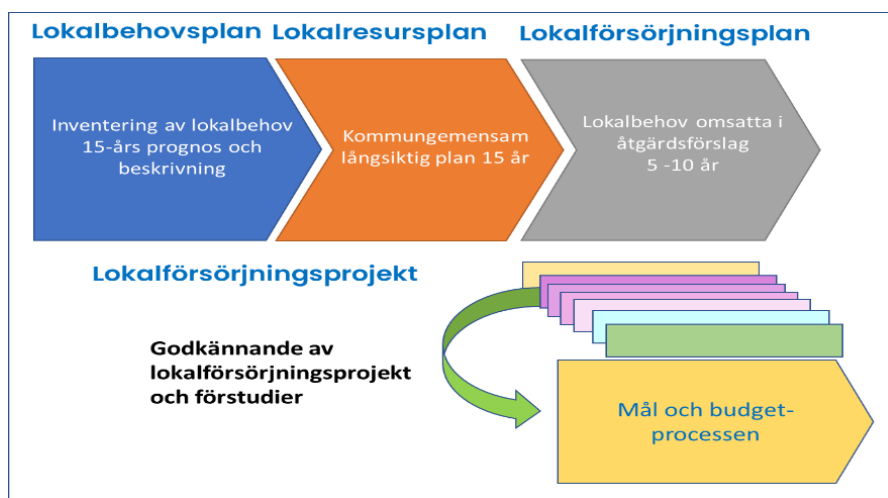 Lokalbehovsplan
Lokalresursplan
Lokalförsörjningsplan
Inventering av lokalbehov
15-års prognos och
beskrivning
Kommungemensam
långsiktig plan 15 år
Lokalbehov omsatta i
åtgärdsförslag
5 -10 år
Lokalförsörjningsprojekt
Godkännande av
lokalförsörjningsprojekt
och förstudier
Mål och budget-
processen